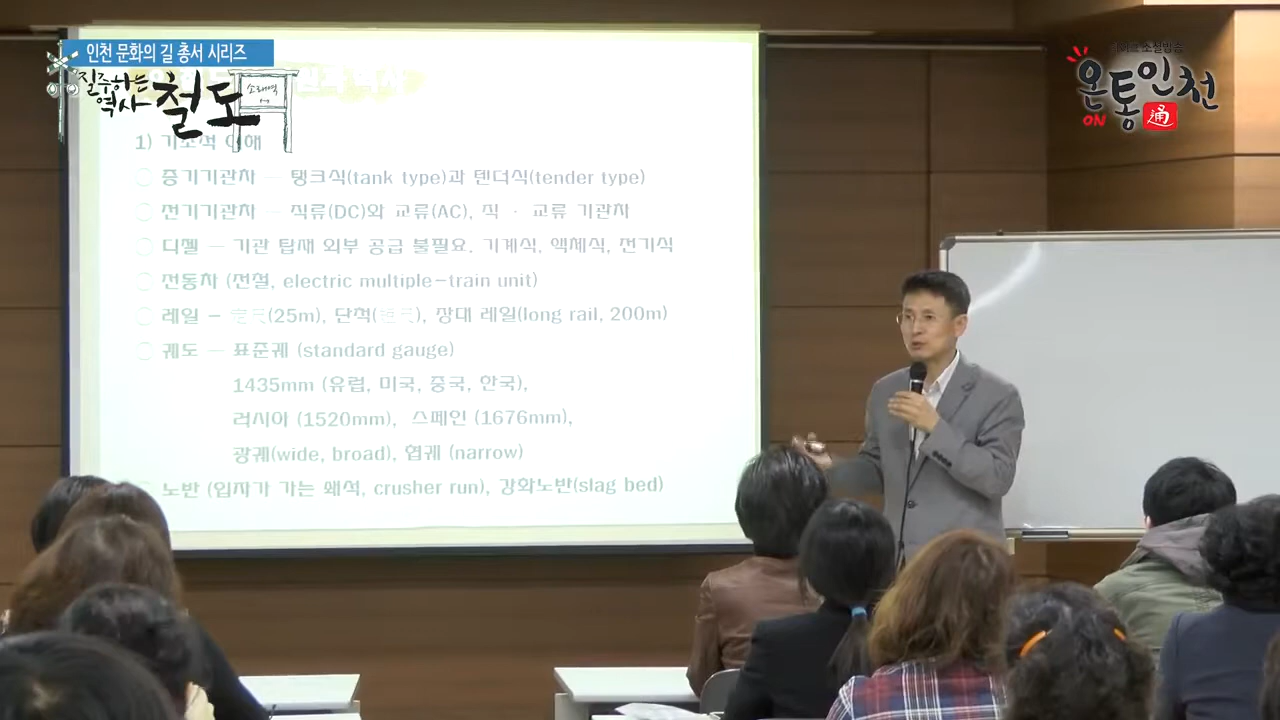 인천 문화의 길 총서 시리즈
질주하는
역사 철도
소래역
온통인천
ON 通
1) 기초적 이해
증기기관차 - 탱크식(tank type)과 텐더식(tender type)
전기기관차 - 직류(DC)와 교류(AC), 직 · 교류 기관차
디젤 - 기관 탑재 외부 공급 불필요. 기계식, 액체식, 전기식
전동차 (전철, electric multiple-train unit)
레일 - (25m), 단척( ), 장대 레일(long rail, 200m)
궤도 - 표준궤 (standard gauge)
1435mm (유럽, 미국, 중국, 한국),
러시아 (1520mm), 스페인 (1676mm),
광궤(wide, broad), 협궤 (narrow)
노반 (입자가 가는 쇄석, crusher run), 강화노반(slag bed)